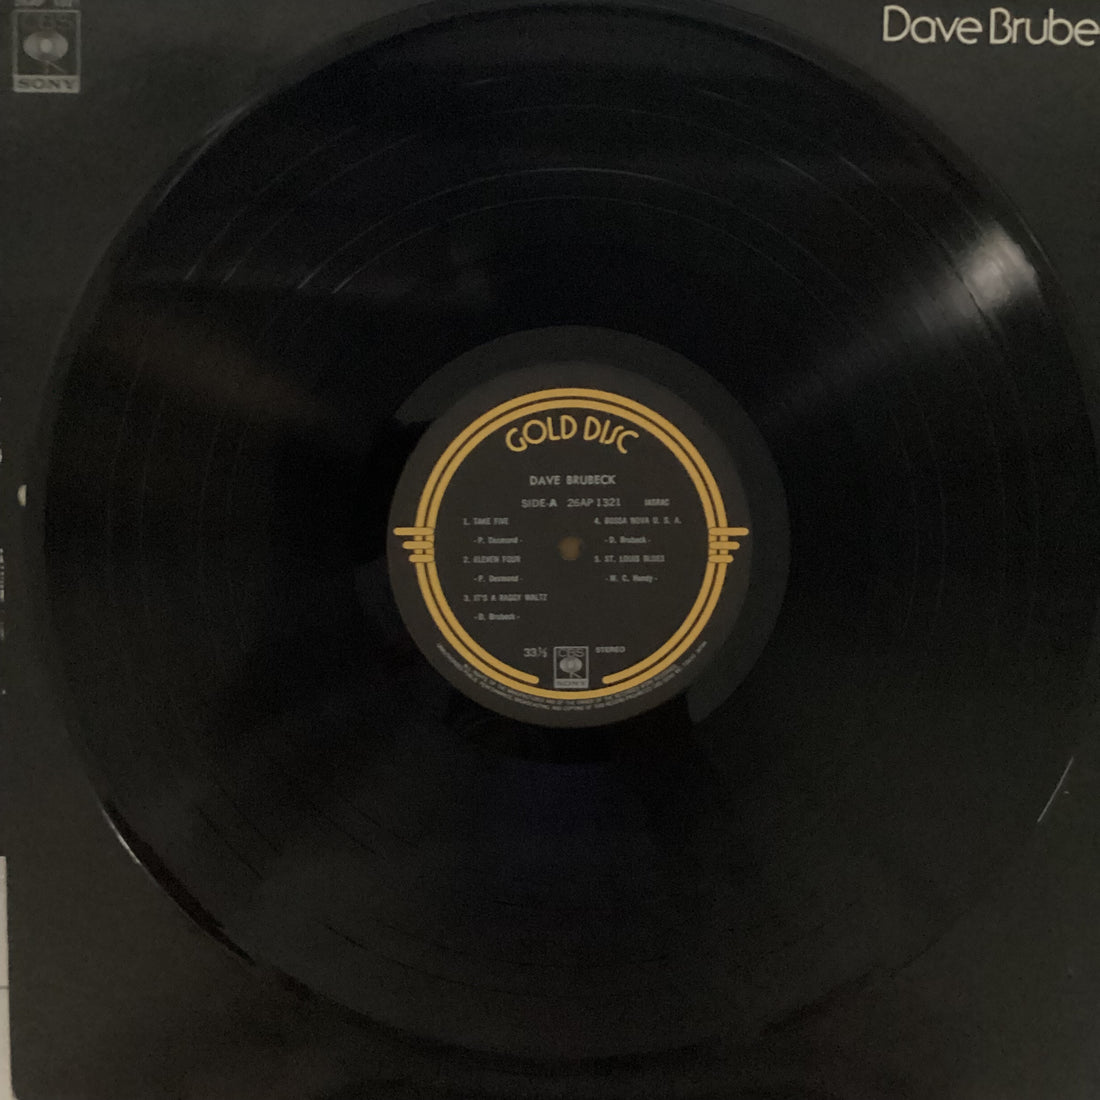 CBS
SONY
Dave Brube
GOLD DISC
DAVE BRUBECK
SIDE-A 26AP 1321 JASRAC
1. TAKE FIVE
-P. Desmond-
2. ELEVEN FOUR
-P. Desmond-
3. IT'S A RAGGY WALTZ
-D. Brubeck-
4. BOSSA NOVA U. S. A.
-D. Brubeck-
5. ST. LOUIS BLUES
-W. C. Handy-
33⅓
CBS
SONY
STEREO